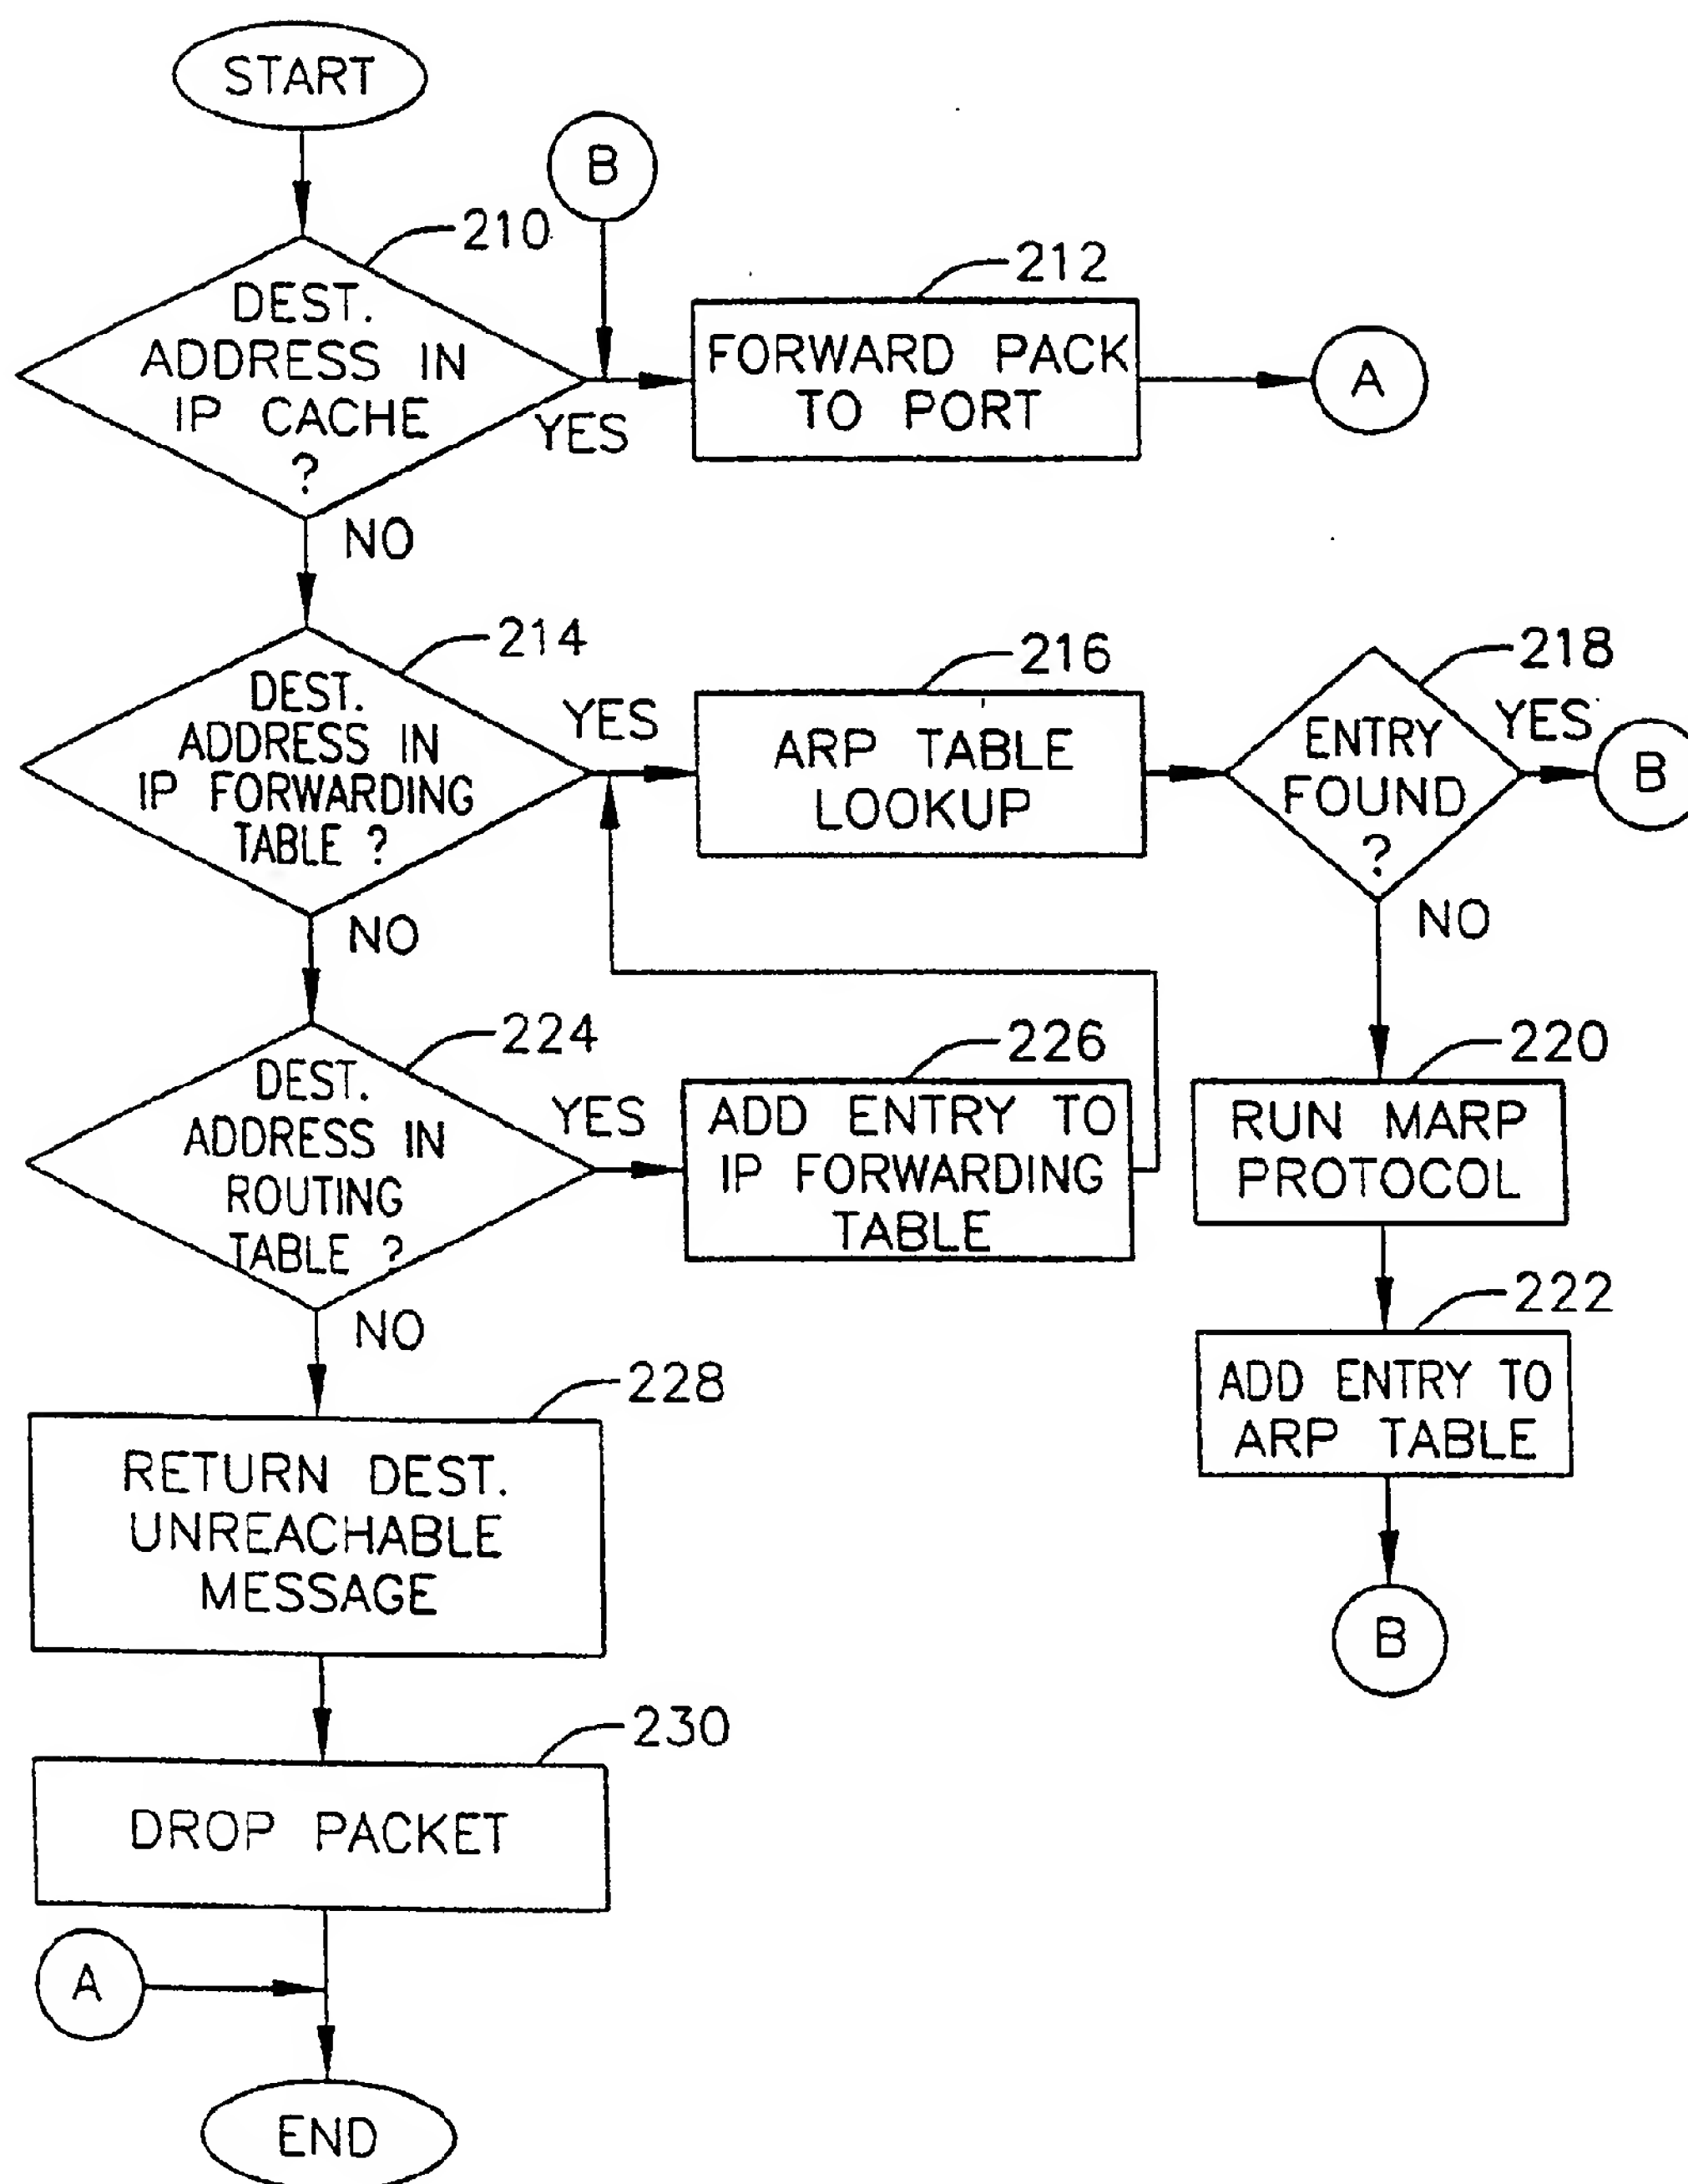 START
B
210
DEST.
ADDRESS IN
IP CACHE
?
YES
212
FORWARD PACK
TO PORT
A
NO
214
DEST.
ADDRESS IN
IP FORWARDING
TABLE ?
YES
216
ARP TABLE
LOOKUP
218
ENTRY
FOUND
?
YES
B
NO
NO
224
DEST.
ADDRESS IN
ROUTING
TABLE ?
YES
226
ADD ENTRY TO
IP FORWARDING
TABLE
220
RUN MARP
PROTOCOL
222
ADD ENTRY TO
ARP TABLE
B
NO
228
RETURN DEST.
UNREACHABLE
MESSAGE
230
DROP PACKET
A
END